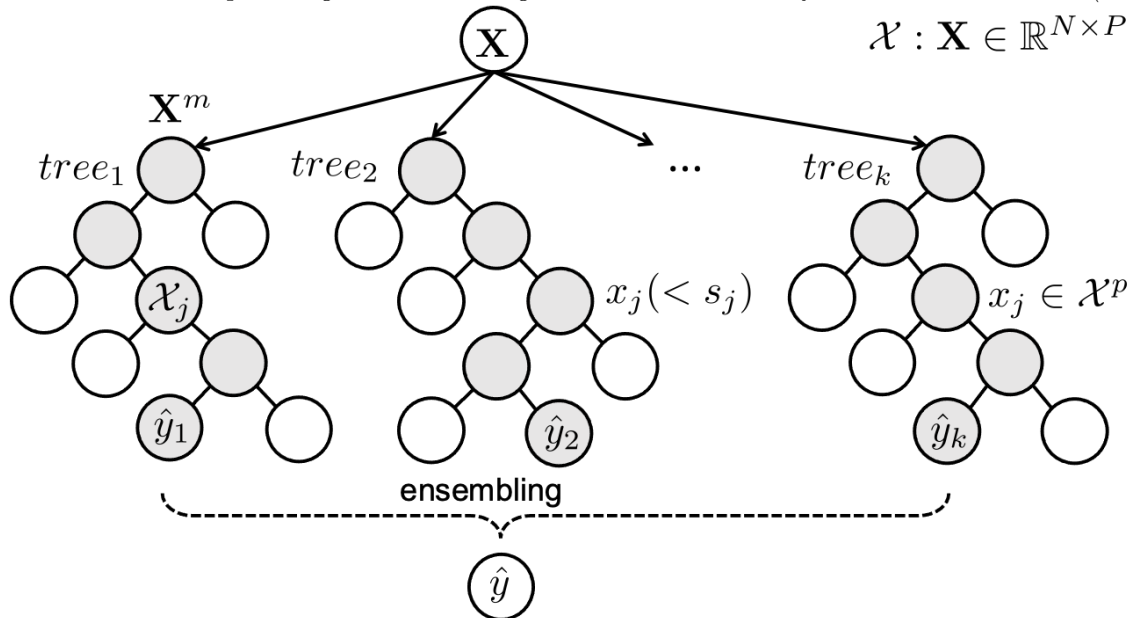 X
𝒳 : X ∈ ℝ^{N×P}
X^m
tree_1
tree_2
...
tree_k
𝒳_j
x_j(< s_j)
x_j ∈ 𝒳^p
ŷ_1
ŷ_2
ŷ_k
ensembling
ŷ